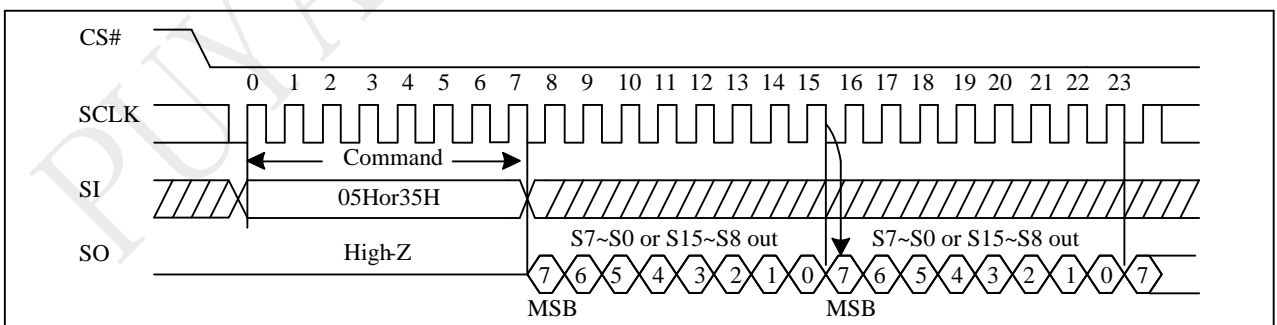 PUYA
CS#
0 1 2 3 4 5 6 7 8 9 10 11 12 13 14 15 16 17 18 19 20 21 22 23
SCLK
Command
SI
05Hor35H
S7~S0 or S15~S8 out S7~S0 or S15~S8 out
SO
High-Z
7 6 5 4 3 2 1 0 7 6 5 4 3 2 1 0 7
MSB MSB